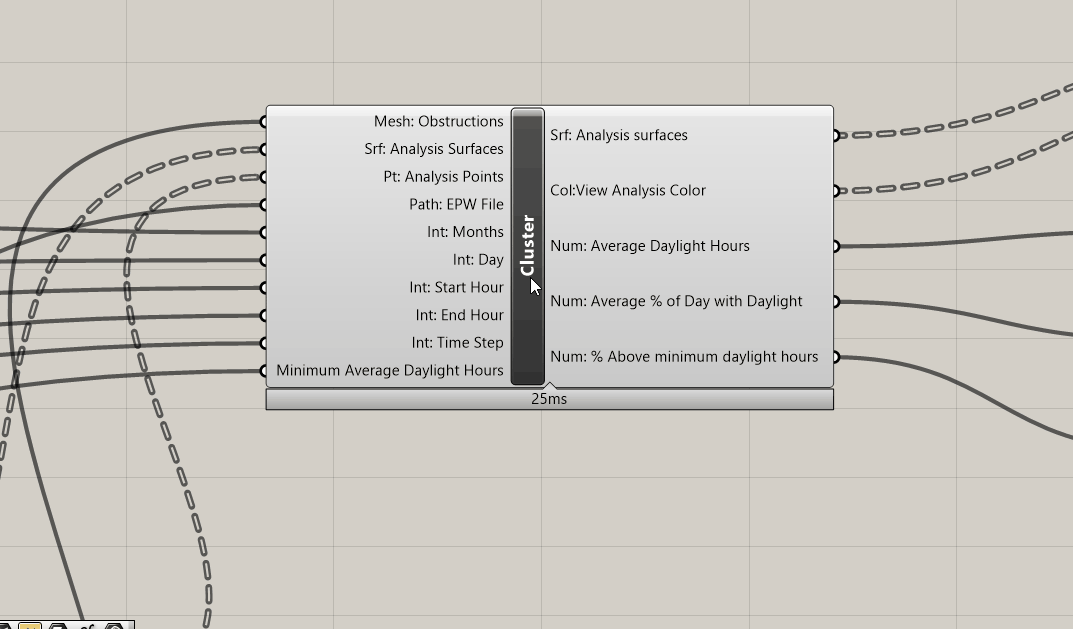 Mesh: Obstructions
Srf: Analysis Surfaces
Pt: Analysis Points
Path: EPW File
Int: Months
Int: Day
Int: Start Hour
Int: End Hour
Int: Time Step
Minimum Average Daylight Hours
Cluster
Srf: Analysis surfaces
Col:View Analysis Color
Num: Average Daylight Hours
Num: Average % of Day with Daylight
Num: % Above minimum daylight hours
25ms